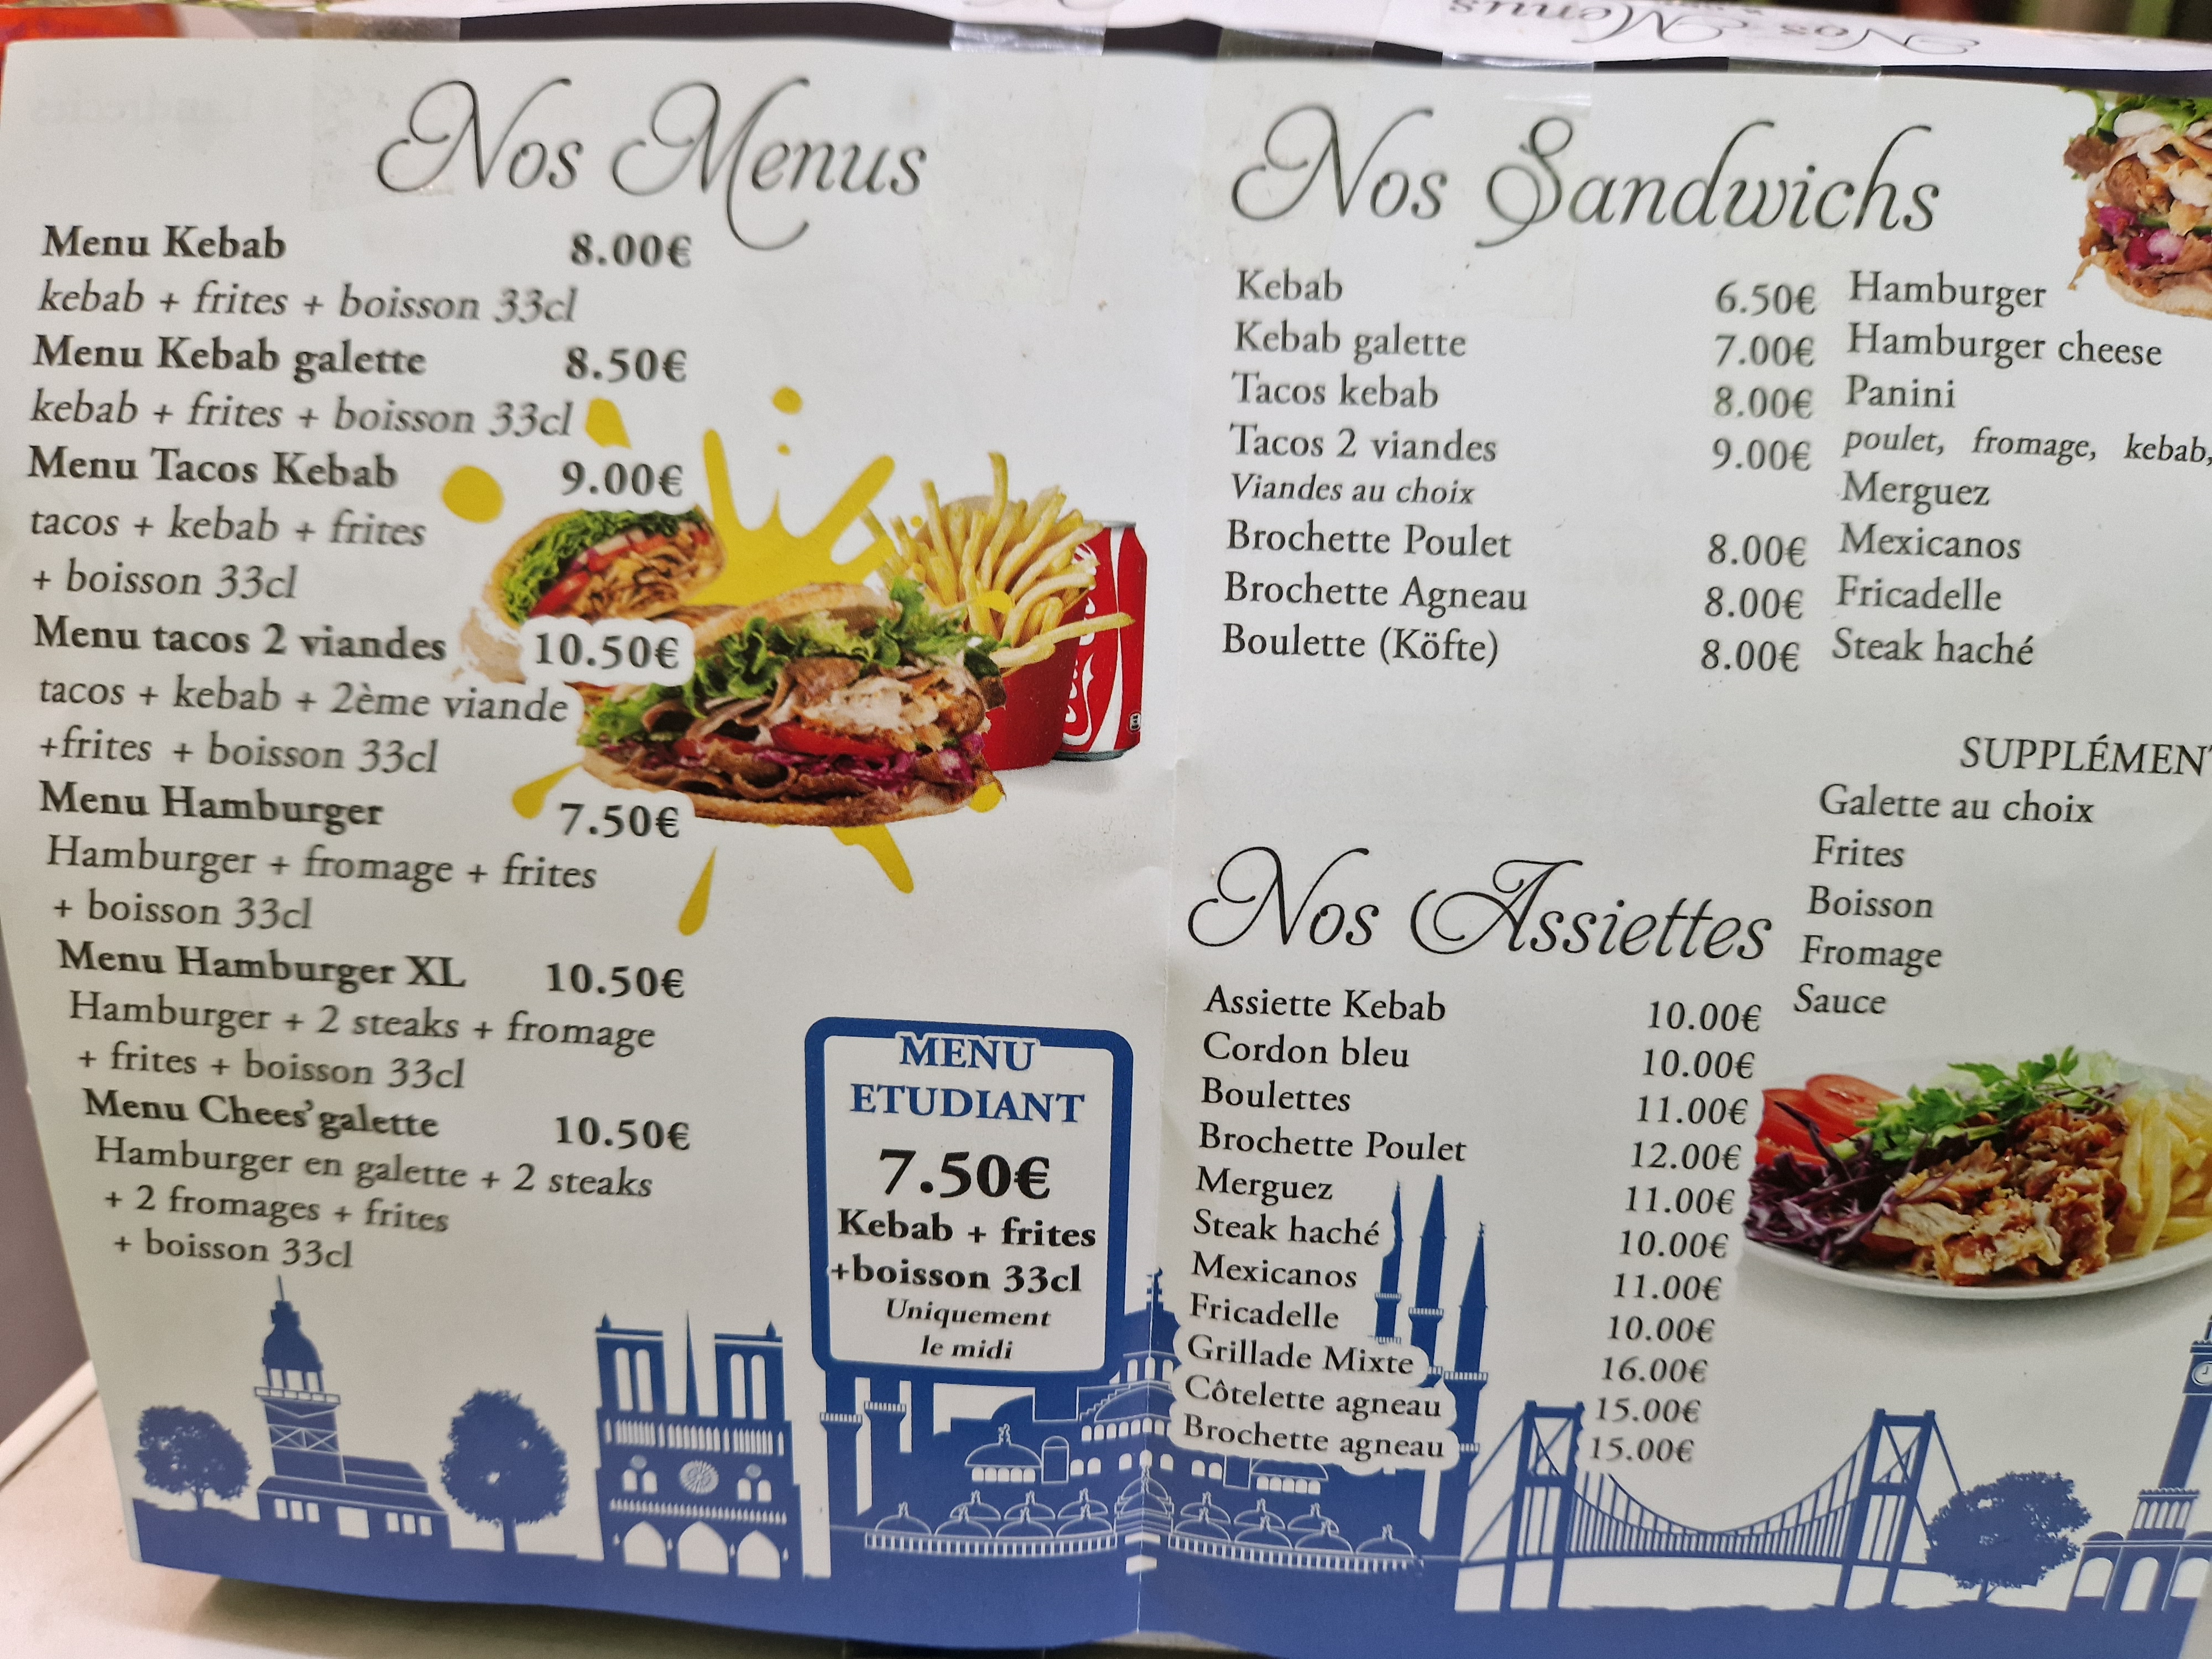 Nos Menus
Nos Menus
Menu Kebab 8.00€
kebab + frites + boisson 33cl
Menu Kebab galette 8.50€
kebab + frites + boisson 33cl
Menu Tacos Kebab 9.00€
tacos + kebab + frites
+ boisson 33cl
Menu tacos 2 viandes 10.50€
tacos + kebab + 2ème viande
+frites + boisson 33cl
Menu Hamburger 7.50€
Hamburger + fromage + frites
+ boisson 33cl
Menu Hamburger XL 10.50€
Hamburger + 2 steaks + fromage
+ frites + boisson 33cl
Menu Chees'galette 10.50€
Hamburger en galette + 2 steaks
+ 2 fromages + frites
+ boisson 33cl
MENU
ETUDIANT
7.50€
Kebab + frites
+boisson 33cl
Uniquement
le midi
Nos Sandwichs
Kebab 6.50€
Kebab galette 7.00€
Tacos kebab 8.00€
Tacos 2 viandes 9.00€
Viandes au choix
Brochette Poulet 8.00€
Brochette Agneau 8.00€
Boulette (Köfte) 8.00€
Hamburger
Hamburger cheese
Panini
poulet, fromage, kebab,
Merguez
Mexicanos
Fricadelle
Steak haché
SUPPLÉMEN
Galette au choix
Frites
Boisson
Fromage
Sauce
Nos Assiettes
Assiette Kebab 10.00€
Cordon bleu 10.00€
Boulettes 11.00€
Brochette Poulet 12.00€
Merguez 11.00€
Steak haché 10.00€
Mexicanos 11.00€
Fricadelle 10.00€
Grillade Mixte 16.00€
Côtelette agneau 15.00€
Brochette agneau 15.00€